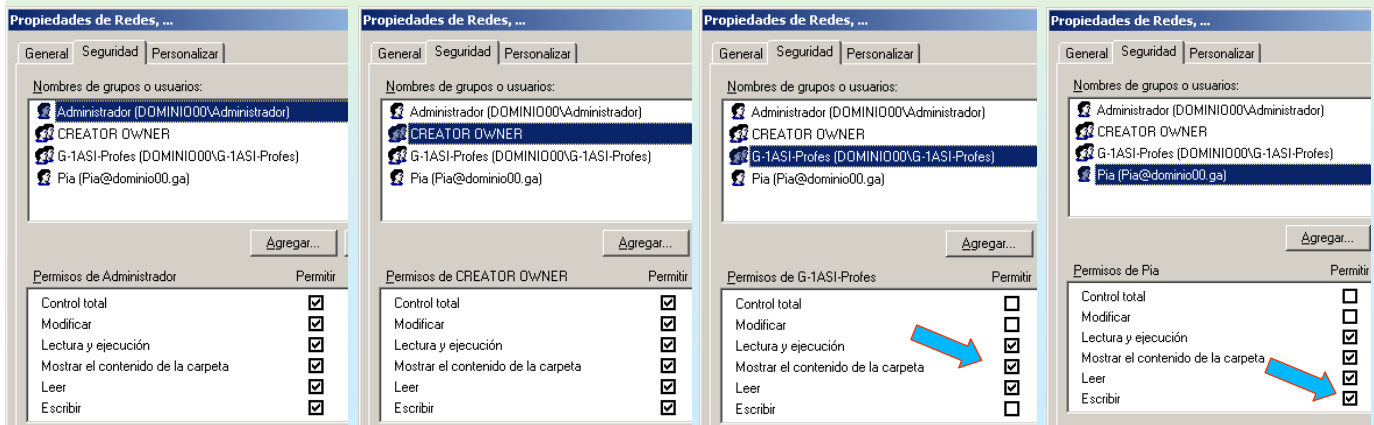 Propiedades de Redes, ...
General Seguridad Personalizar
Nombres de grupos o usuarios:
Administrador (DOMINIO00\Administrador)
CREATOR OWNER
G-1ASI-Profes (DOMINIO00\G-1ASI-Profes)
Pia (Pia@dominio00.ga)
Agregar...
Permisos de Administrador Permitir
Control total
Modificar
Lectura y ejecución
Mostrar el contenido de la carpeta
Leer
Escribir
Propiedades de Redes, ...
General Seguridad Personalizar
Nombres de grupos o usuarios:
Administrador (DOMINIO00\Administrador)
CREATOR OWNER
G-1ASI-Profes (DOMINIO00\G-1ASI-Profes)
Pia (Pia@dominio00.ga)
Agregar...
Permisos de CREATOR OWNER Permitir
Control total
Modificar
Lectura y ejecución
Mostrar el contenido de la carpeta
Leer
Escribir
Propiedades de Redes, ...
General Seguridad Personalizar
Nombres de grupos o usuarios:
Administrador (DOMINIO00\Administrador)
CREATOR OWNER
G-1ASI-Profes (DOMINIO00\G-1ASI-Profes)
Pia (Pia@dominio00.ga)
Agregar...
Permisos de G-1ASI-Profes Permitir
Control total
Modificar
Lectura y ejecución
Mostrar el contenido de la carpeta
Leer
Escribir
Propiedades de Redes, ...
General Seguridad Personalizar
Nombres de grupos o usuarios:
Administrador (DOMINIO00\Administrador)
CREATOR OWNER
G-1ASI-Profes (DOMINIO00\G-1ASI-Profes)
Pia (Pia@dominio00.ga)
Agregar...
Permisos de Pia Permitir
Control total
Modificar
Lectura y ejecución
Mostrar el contenido de la carpeta
Leer
Escribir